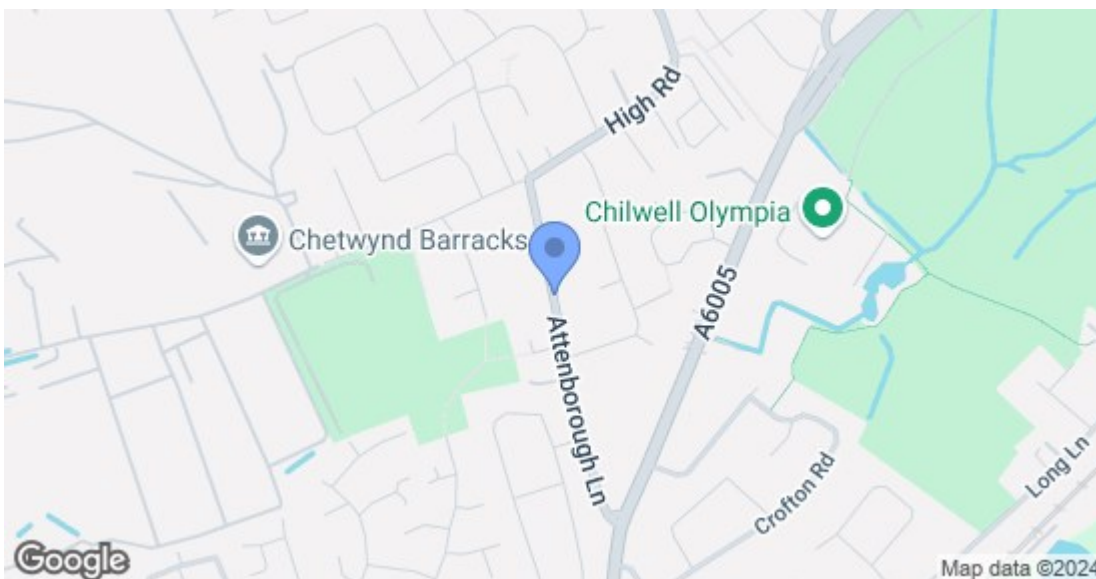 High Rd
Chilwell Olympia
Chetwynd Barracks
A6005
Attenborough Ln
Long Ln
Crofton Rd
Google
Map data ©2024